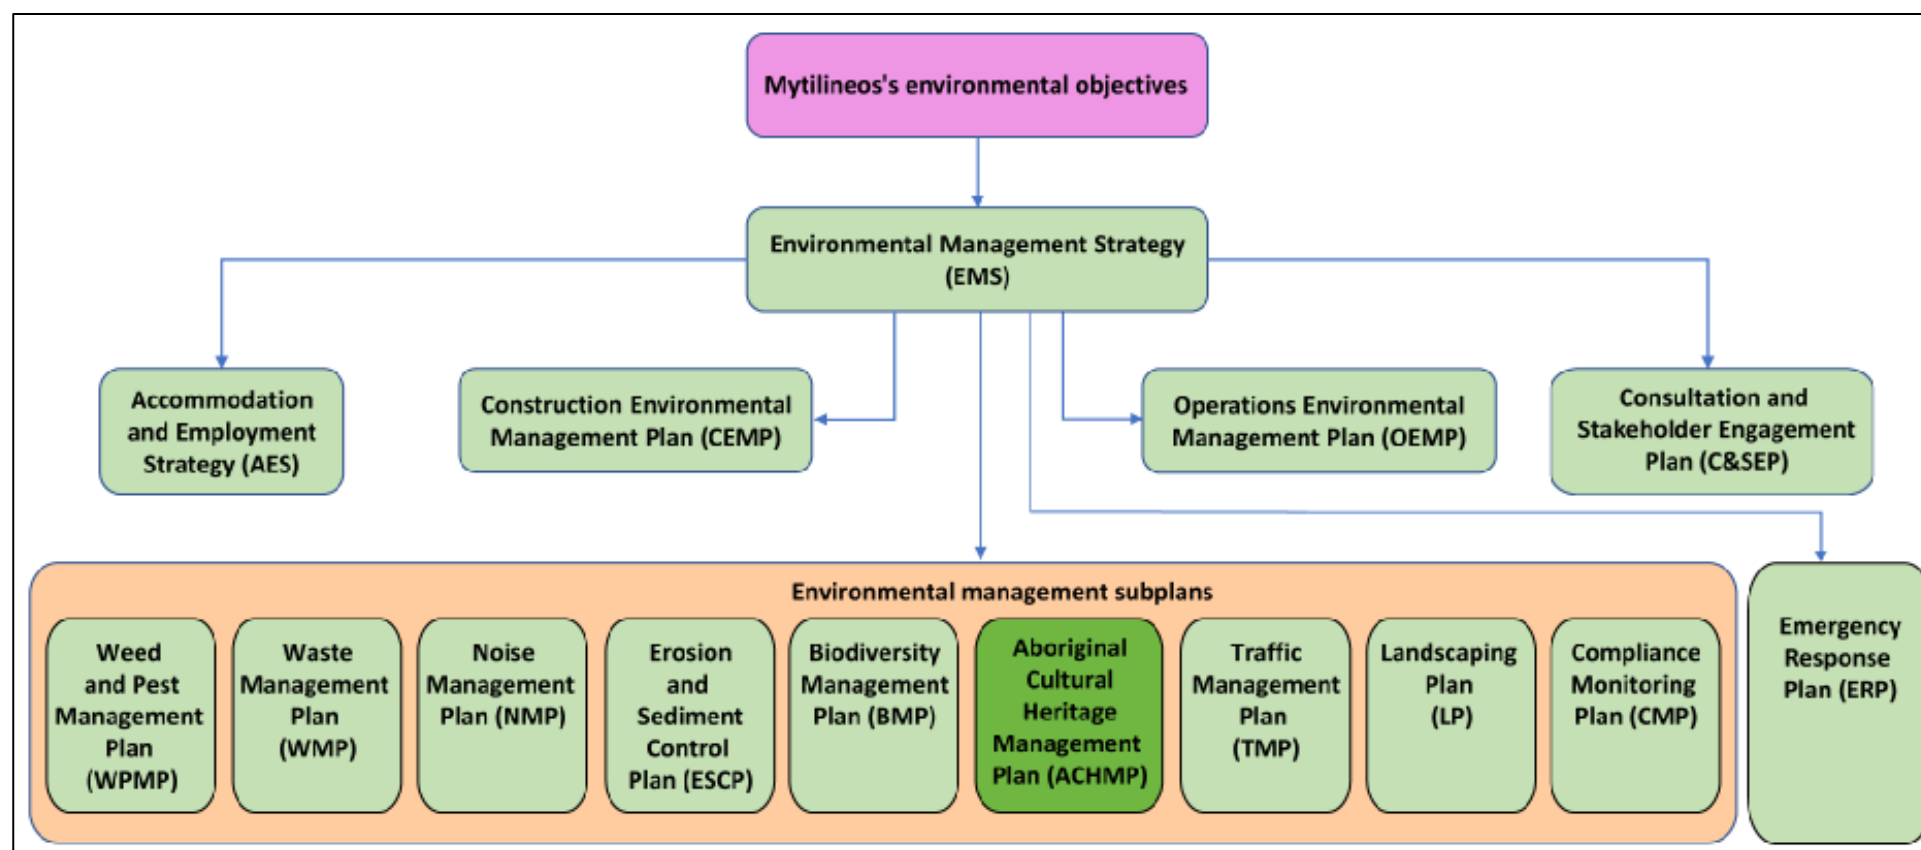 Mytilineos's environmental objectives
Environmental Management Strategy
(EMS)
Accommodation
and Employment
Strategy (AES)
Construction Environmental
Management Plan (CEMP)
Operations Environmental
Management Plan (OEMP)
Consultation and
Stakeholder Engagement
Plan (C&SEP)
Environmental management subplans
Weed
and Pest
Management
Plan
(WPMP)
Waste
Management
Plan
(WMP)
Noise
Management
Plan (NMP)
Erosion
and
Sediment
Control
Plan (ESCP)
Biodiversity
Management
Plan (BMP)
Aboriginal
Cultural
Heritage
Management
Plan (ACHMP)
Traffic
Management
Plan
(TMP)
Landscaping
Plan
(LP)
Compliance
Monitoring
Plan (CMP)
Emergency
Response
Plan (ERP)